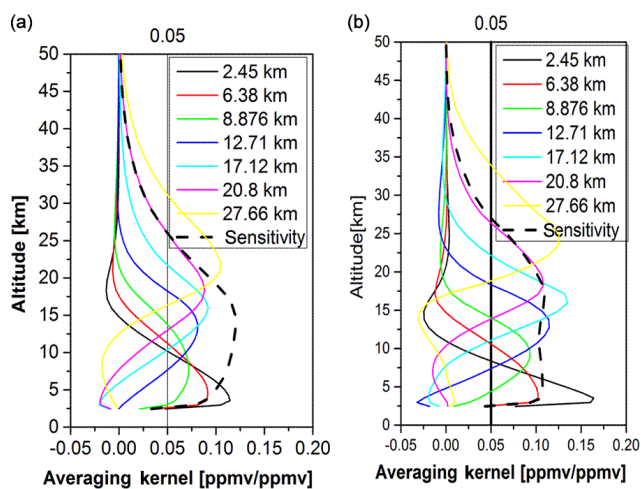 (a)
0.05
50
45
40
35
30
25
20
15
10
5
0
Altitude [km]
2.45 km
6.38 km
8.876 km
12.71 km
17.12 km
20.8 km
27.66 km
Sensitivity
-0.05 0.00 0.05 0.10 0.15 0.20
Averaging kernel [ppmv/ppmv]
(b)
0.05
50
45
40
35
30
25
20
15
10
5
0
Altitude[km]
2.45 km
6.38 km
8.876 km
12.71 km
17.12 km
20.8 km
27.66 km
Sensitivity
-0.05 0.00 0.05 0.10 0.15 0.20
Averaging kernel [ppmv/ppmv]